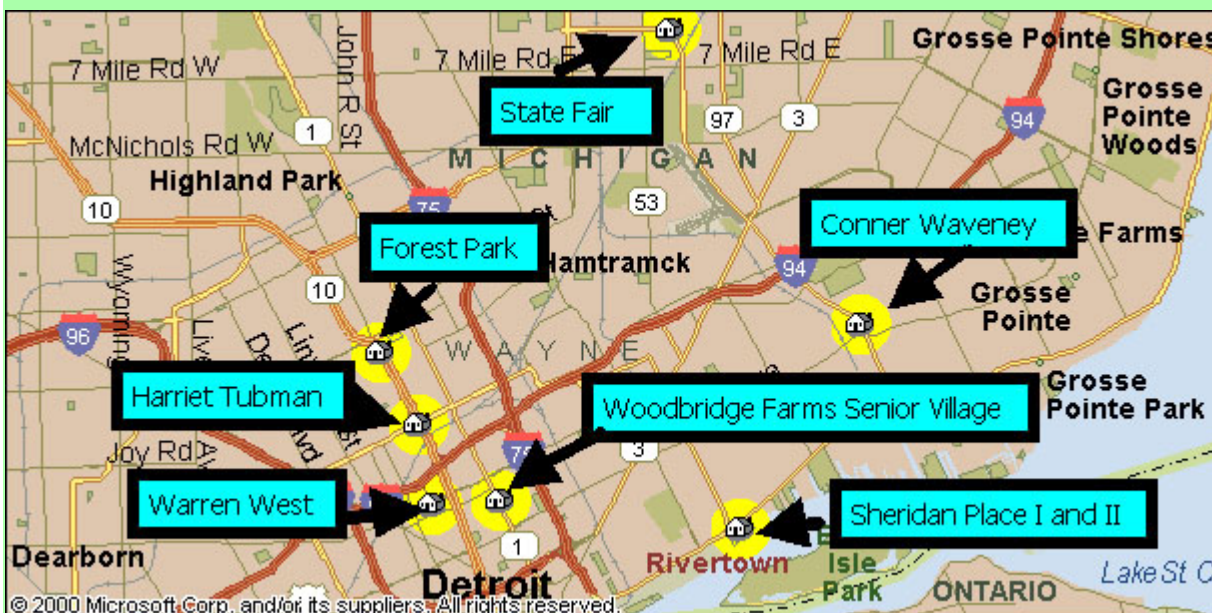 Grosse Pointe Shores
7 Mile Rd W
John R St
7 Mile Rd E
7 Mile Rd E
State Fair
Grosse
Pointe
Woods
94
97
3
1
McNichols Rd W
MICHIGAN
Highland Park
10
75
53
Conner Waveney
Forest Park
Farms
Hamtramck
94
10
Grosse
Pointe
96
Wyoming
WAYNE
Harriet Tubman
Woodbridge Farms Senior Village
Grosse
Pointe Park
Joy Rd
75
3
Warren West
Sheridan Place I and II
1
Dearborn
Rivertown
Isle
Park
Detroit
Lake St C
ONTARIO
© 2000 Microsoft Corp. and/or its suppliers. All rights reserved.